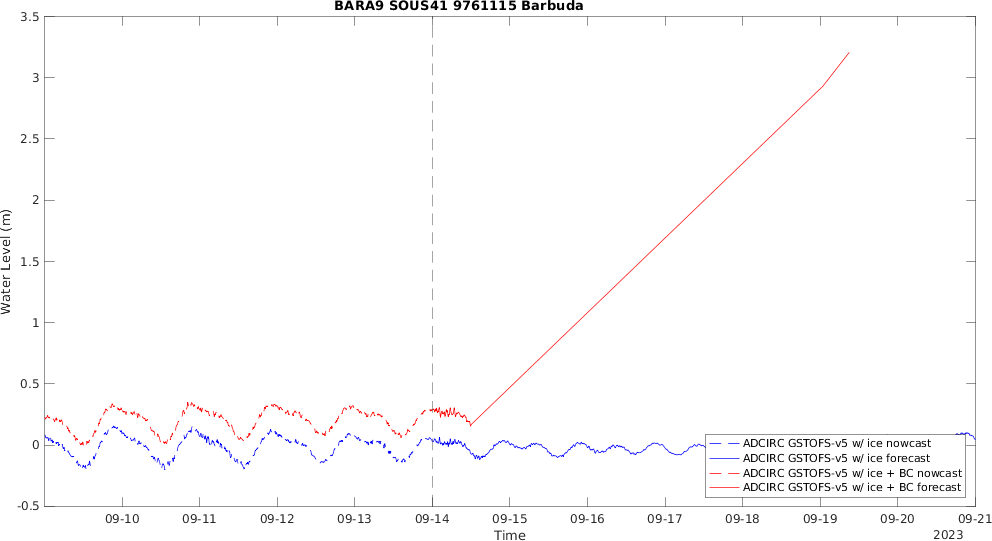 BARA9 SOUS41 9761115 Barbuda
3.5
3
2.5
2
1.5
1
0.5
0
-0.5
Water Level (m)
ADCIRC GSTOFS-v5 w/ ice nowcast
ADCIRC GSTOFS-v5 w/ ice forecast
ADCIRC GSTOFS-v5 w/ ice + BC nowcast
ADCIRC GSTOFS-v5 w/ ice + BC forecast
09-10 09-11 09-12 09-13 09-14 09-15 09-16 09-17 09-18 09-19 09-20 09-21
Time
2023